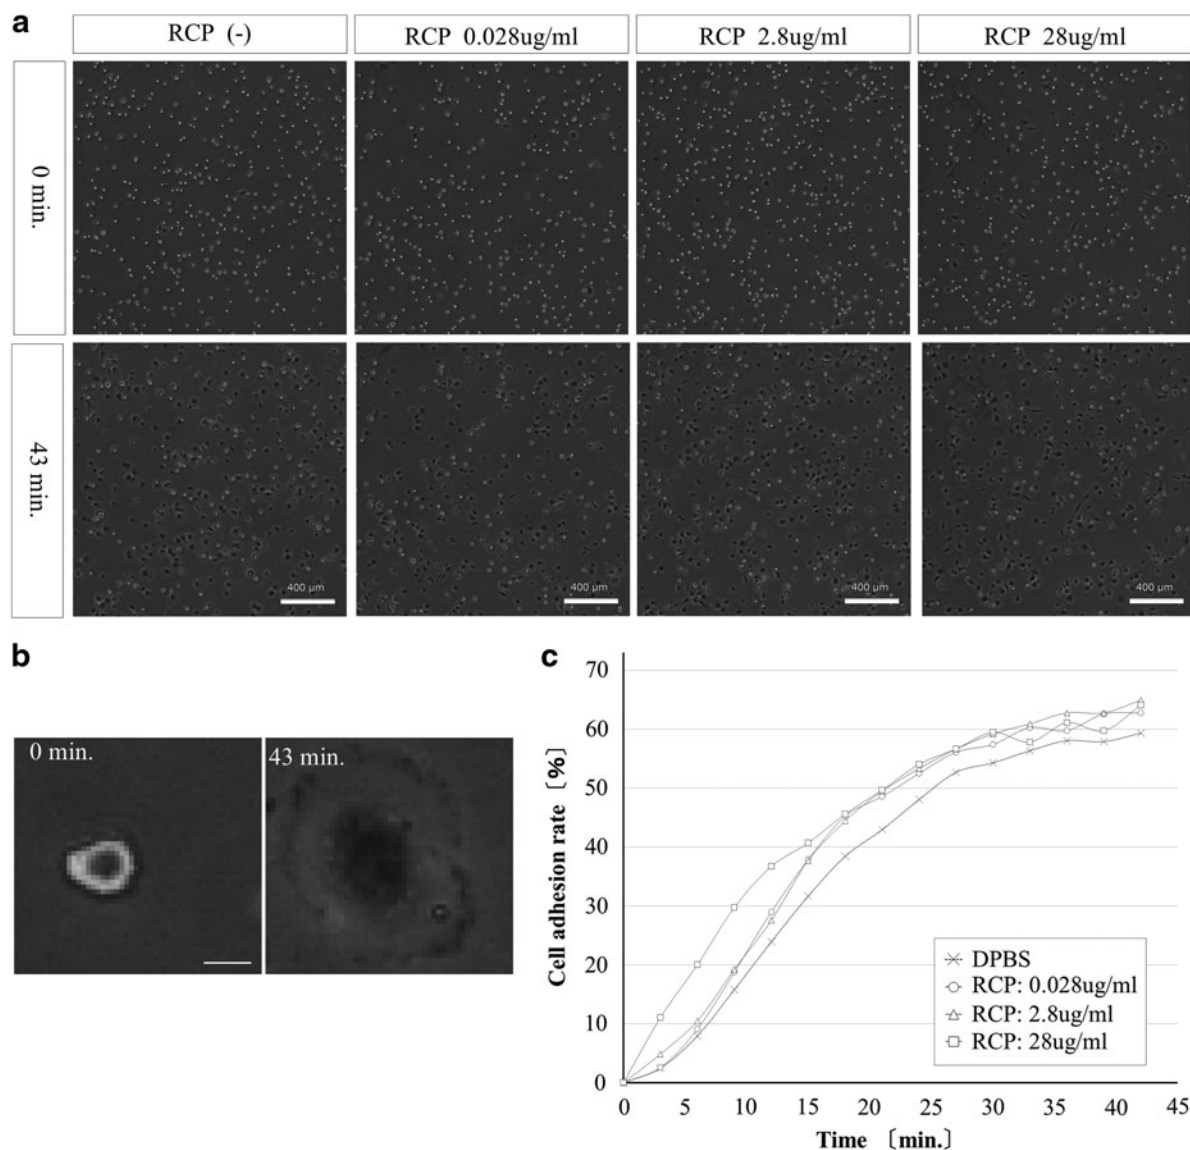 a
RCP (-)
RCP 0.028ug/ml
RCP 2.8ug/ml
RCP 28ug/ml
0 min.
43 min.
400 µm
400 µm
400 µm
400 µm
b
0 min.
43 min.
c
Cell adhesion rate〔%〕
70
60
50
40
30
20
10
0
DPBS
RCP: 0.028ug/ml
RCP: 2.8ug/ml
RCP: 28ug/ml
0 5 10 15 20 25 30 35 40 45
Time〔min.〕